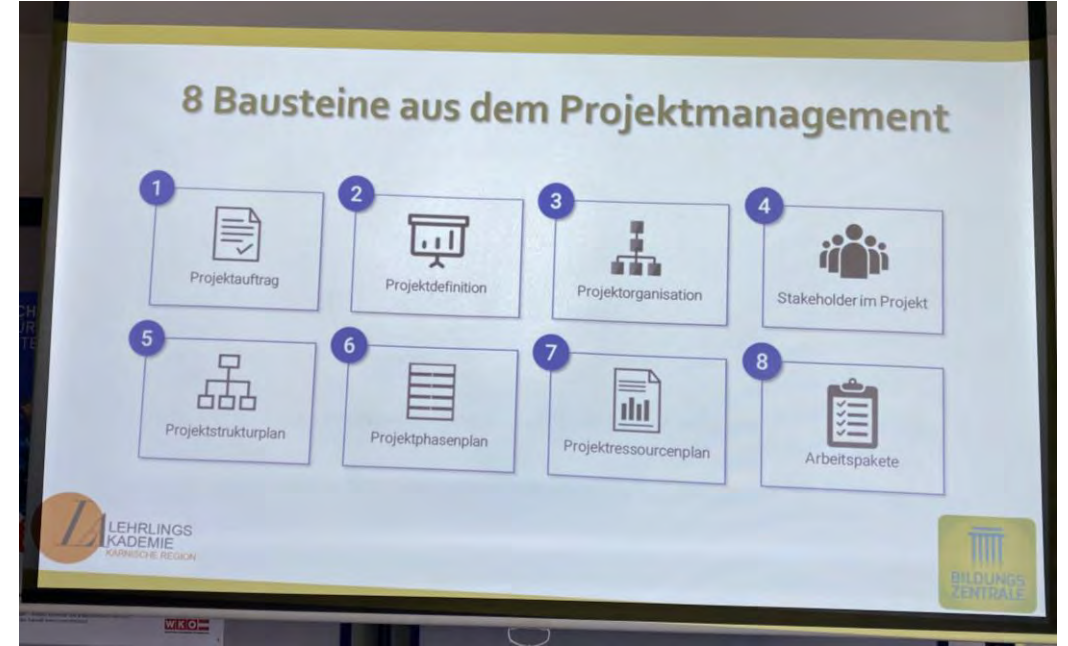 8 Bausteine aus dem Projektmanagement
1
Projektauftrag
2
Projektdefinition
3
Projektorganisation
4
Stakeholder im Projekt
5
Projektstrukturplan
6
Projektphasenplan
7
Projektressourcenplan
8
Arbeitspakete
LA
LEHRLINGS
AKADEMIE
KARNISCHE REGION
BILDUNGS
ZENTRALE
WKO